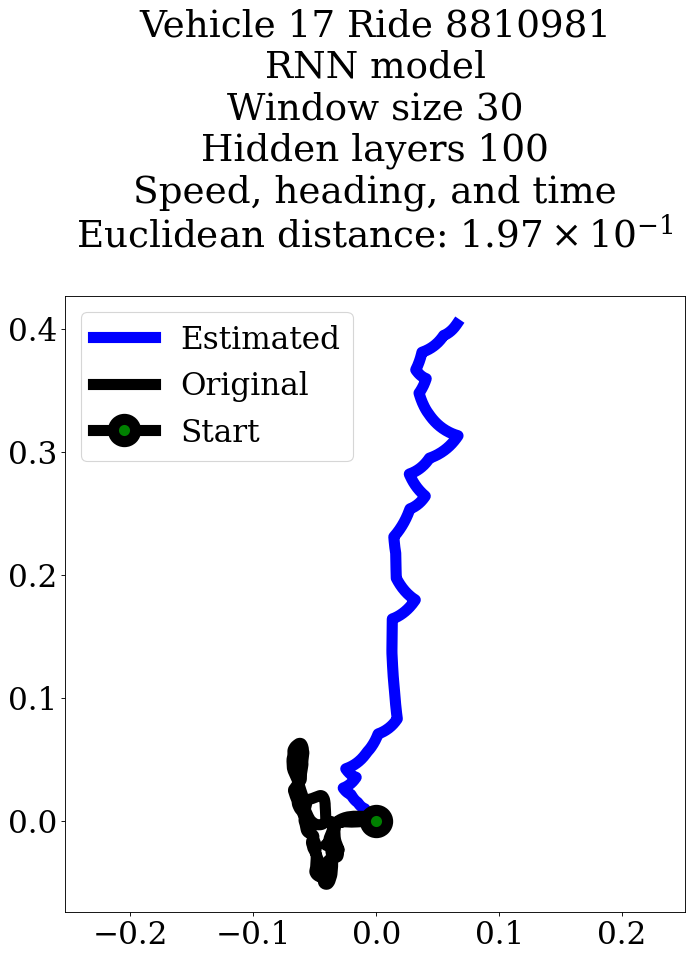 Vehicle 17 Ride 8810981
RNN model
Window size 30
Hidden layers 100
Speed, heading, and time
Euclidean distance: 1.97 × 10⁻¹
Estimated
Original
Start
0.4
0.3
0.2
0.1
0.0
−0.2 −0.1 0.0 0.1 0.2